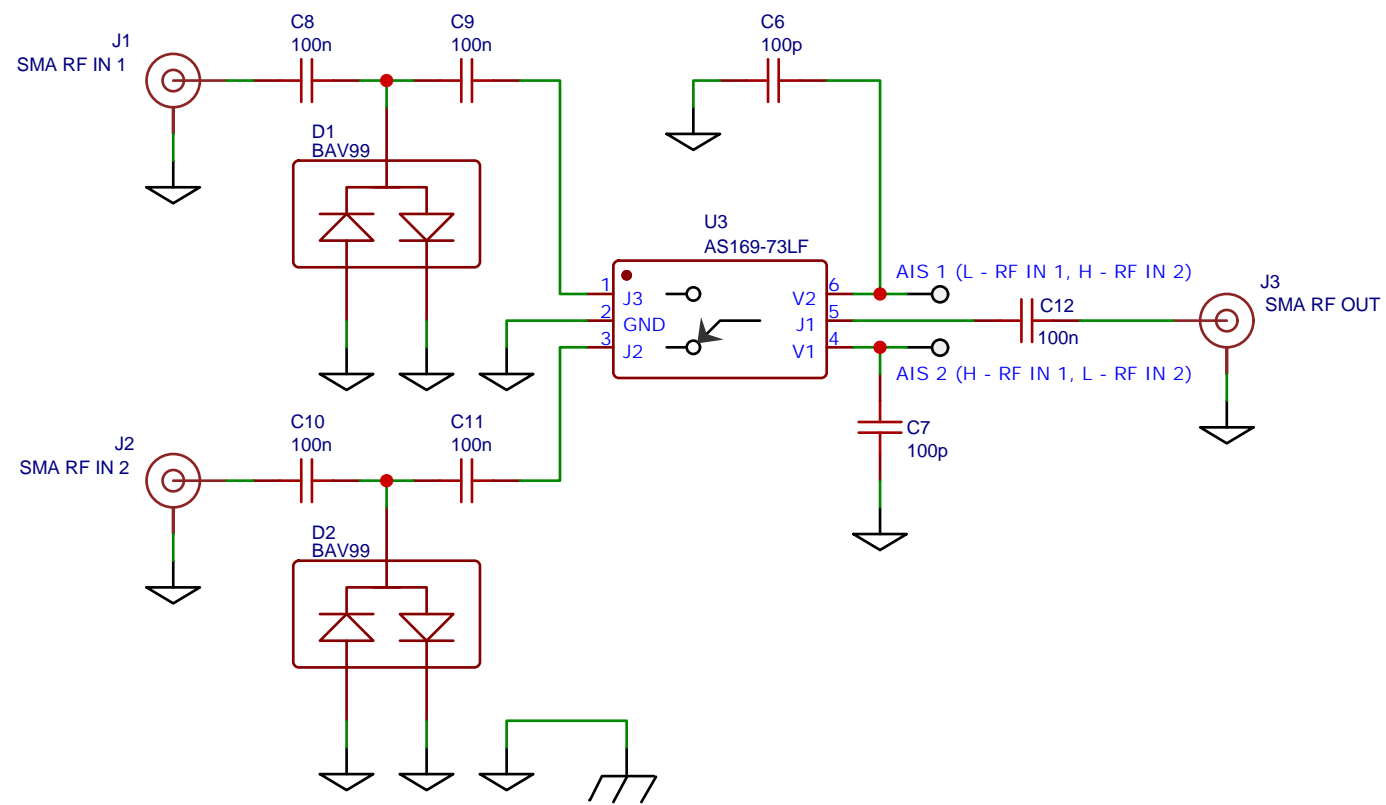 J1
SMA RF IN 1
C8
100n
C9
100n
C6
100p
D1
BAV99
U3
AS169-73LF
1
J3
2
GND
3
J2
6
V2
5
J1
4
V1
AIS 1 (L - RF IN 1, H - RF IN 2)
C12
100n
J3
SMA RF OUT
AIS 2 (H - RF IN 1, L - RF IN 2)
C7
100p
J2
SMA RF IN 2
C10
100n
C11
100n
D2
BAV99